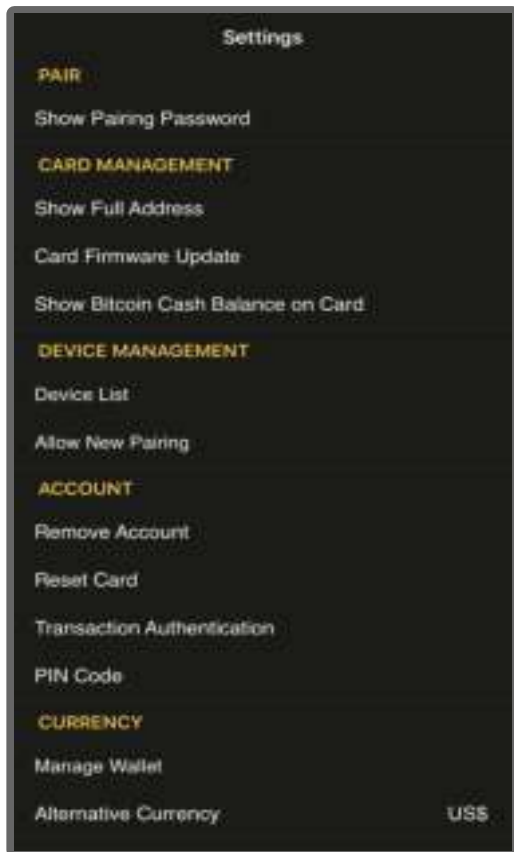 Settings
PAIR
Show Pairing Password
CARD MANAGEMENT
Show Full Address
Card Firmware Update
Show Bitcoin Cash Balance on Card
DEVICE MANAGEMENT
Device List
Allow New Pairing
ACCOUNT
Remove Account
Reset Card
Transaction Authentication
PIN Code
CURRENCY
Manage Wallet
Alternative Currency US$